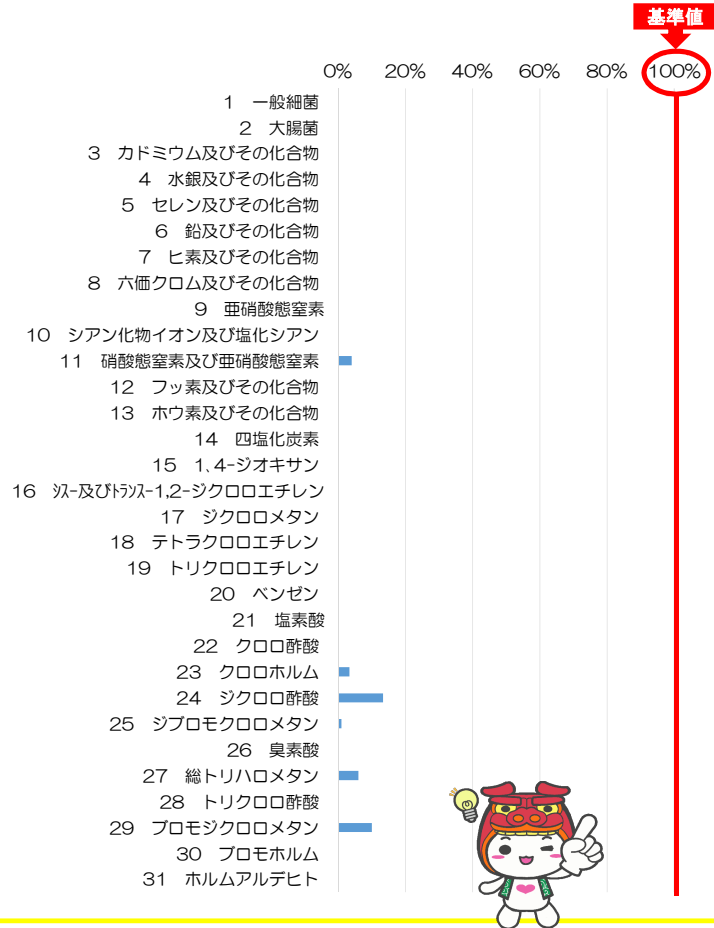 基準値
0% 20% 40% 60% 80% 100%
1 一般細菌
2 大腸菌
3 カドミウム及びその化合物
4 水銀及びその化合物
5 セレン及びその化合物
6 鉛及びその化合物
7 ヒ素及びその化合物
8 六価クロム及びその化合物
9 亜硝酸態窒素
10 シアン化物イオン及び塩化シアン
11 硝酸態窒素及び亜硝酸態窒素
12 フッ素及びその化合物
13 ホウ素及びその化合物
14 四塩化炭素
15 1、4-ジオキサン
16 ｼｽｰ及びﾄﾗﾝｽｰ1,2-ジクロロエチレン
17 ジクロロメタン
18 テトラクロロエチレン
19 トリクロロエチレン
20 ベンゼン
21 塩素酸
22 クロロ酢酸
23 クロロホルム
24 ジクロロ酢酸
25 ジブロモクロロメタン
26 臭素酸
27 総トリハロメタン
28 トリクロロ酢酸
29 ブロモジクロロメタン
30 ブロモホルム
31 ホルムアルデヒト